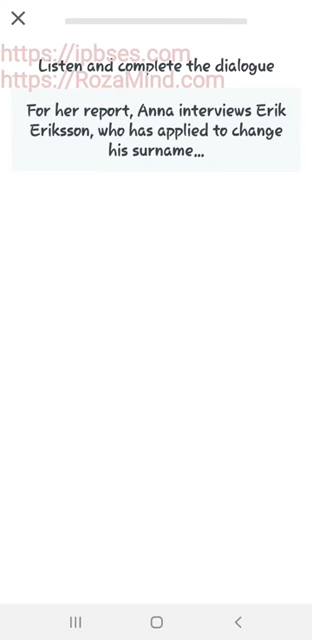 https://ipbses.com
Listen and complete the dialogue
https://RozaMind.com
For her report, Anna interviews Erik
Eriksson, who has applied to change
his surname...